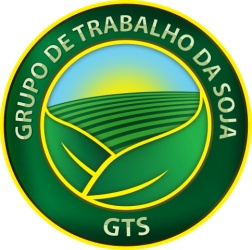 GRUPO DE TRABALHO DA SOJA
GTS